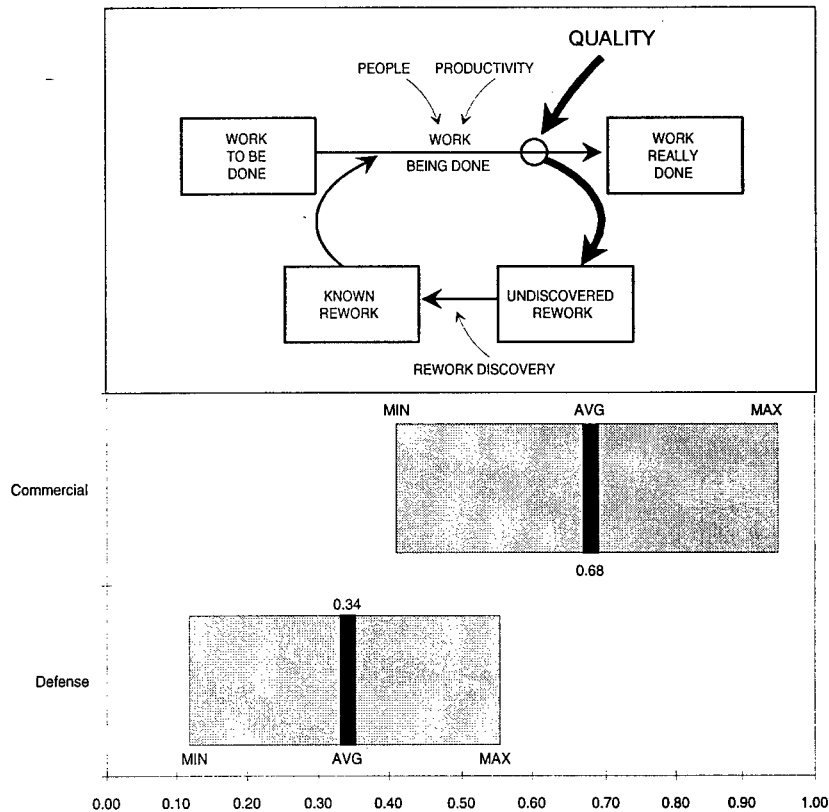 QUALITY
PEOPLE PRODUCTIVITY
WORK
TO BE
DONE
WORK
BEING DONE
WORK
REALLY
DONE
KNOWN
REWORK
UNDISCOVERED
REWORK
REWORK DISCOVERY
MIN AVG MAX
Commercial
0.68
0.34
Defense
MIN AVG MAX
0.00 0.10 0.20 0.30 0.40 0.50 0.60 0.70 0.80 0.90 1.00